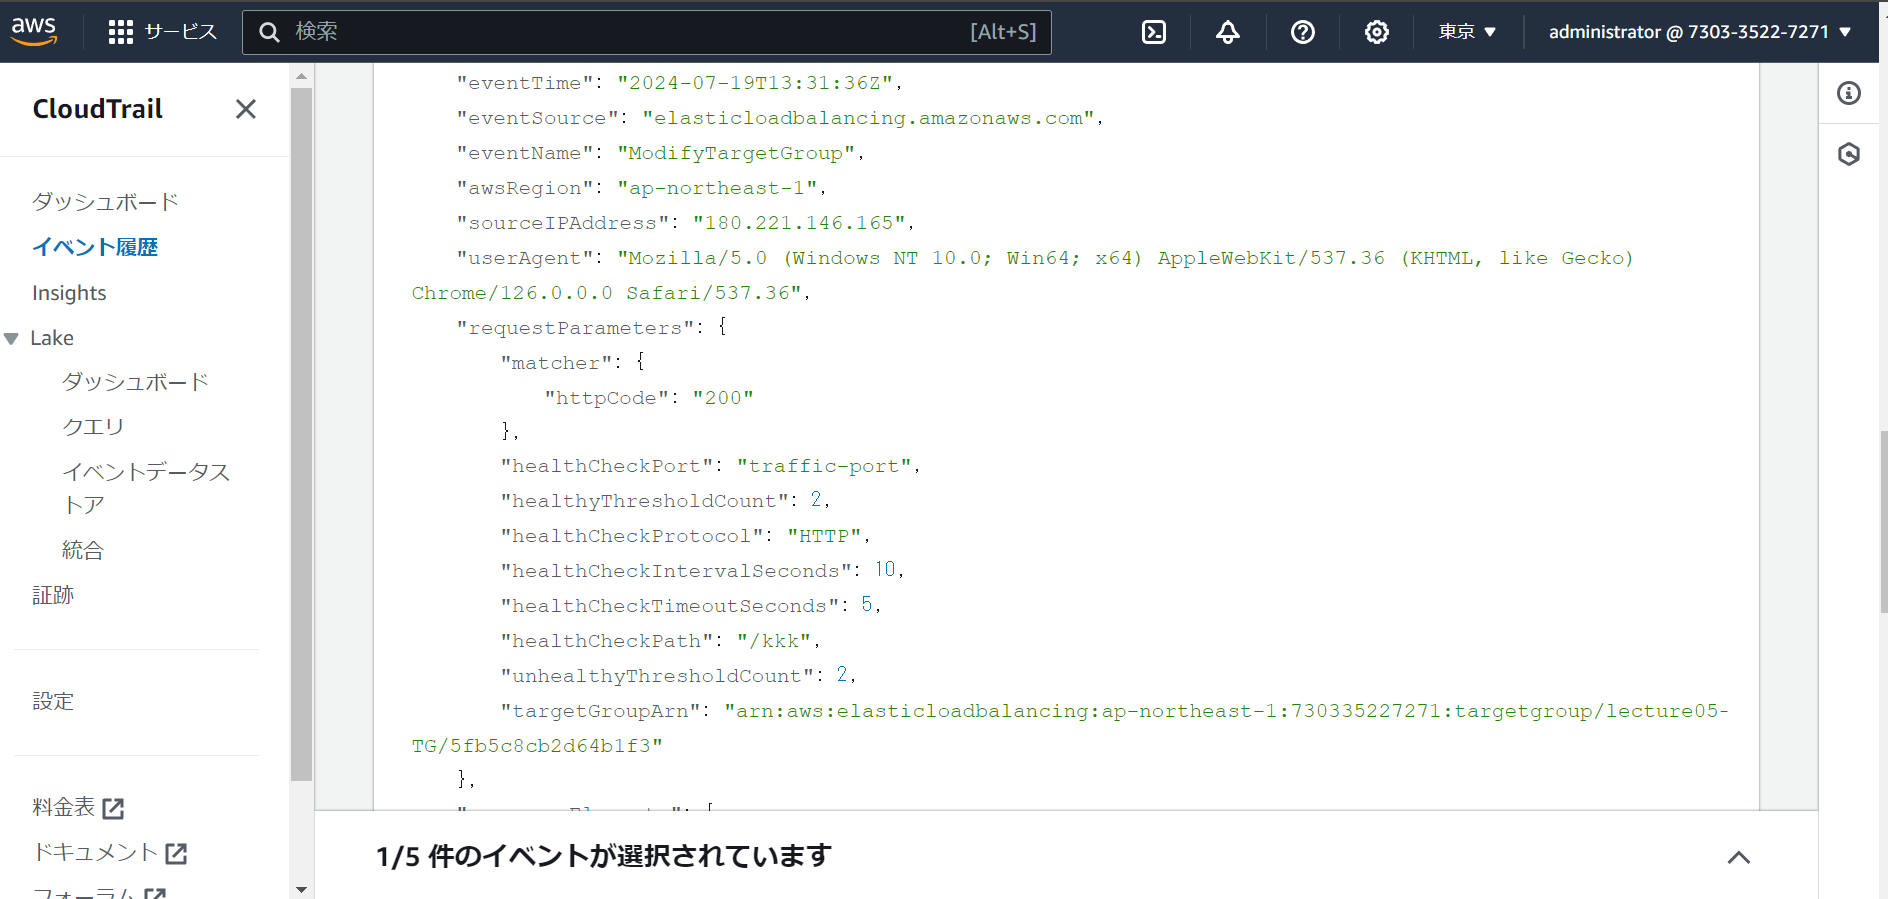 aws
サービス
検索
[Alt+S]
東京
administrator @ 7303-3522-7271
CloudTrail
ダッシュボード
イベント履歴
Insights
Lake
ダッシュボード
クエリ
イベントデータス
トア
統合
証跡
設定
料金表
ドキュメント
フォーラム
"eventTime": "2024-07-19T13:31:36Z",
"eventSource": "elasticloadbalancing.amazonaws.com",
"eventName": "ModifyTargetGroup",
"awsRegion": "ap-northeast-1",
"sourceIPAddress": "180.221.146.165",
"userAgent": "Mozilla/5.0 (Windows NT 10.0; Win64; x64) AppleWebKit/537.36 (KHTML, like Gecko)
Chrome/126.0.0.0 Safari/537.36",
"requestParameters": {
"matcher": {
"httpCode": "200"
},
"healthCheckPort": "traffic-port",
"healthyThresholdCount": 2,
"healthCheckProtocol": "HTTP",
"healthCheckIntervalSeconds": 10,
"healthCheckTimeoutSeconds": 5,
"healthCheckPath": "/kkk",
"unhealthyThresholdCount": 2,
"targetGroupArn": "arn:aws:elasticloadbalancing:ap-northeast-1:730335227271:targetgroup/lecture05-
TG/5fb5c8cb2d64b1f3"
},
1/5 件のイベントが選択されています